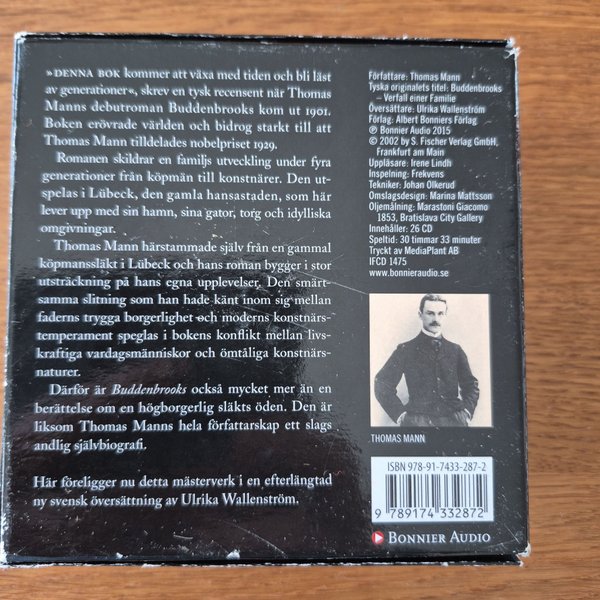 »DENNA BOK kommer att växa med tiden och bli läst
av generationer«, skrev en tysk recensent när Thomas
Manns debutroman Buddenbrooks kom ut 1901.
Boken erövrade världen och bidrog starkt till att
Thomas Mann tilldelades nobelpriset 1929.
Romanen skildrar en familjs utveckling under fyra
generationer från köpmän till konstnärer. Den ut-
spelas i Lübeck, den gamla hansastaden, som här
lever upp med sin hamn, sina gator, torg och idylliska
omgivningar.
Thomas Mann härstammade själv från en gammal
köpmanssläkt i Lübeck och hans roman bygger i stor
utsträckning på hans egna upplevelser. Den smärt-
samma slitning som han hade känt inom sig mellan
faderns trygga borgerlighet och moderns konstnärs-
temperament speglas i bokens konflikt mellan livs-
kraftiga vardagsmänniskor och ömtåliga konstnärs-
naturer.
Därför är Buddenbrooks också mycket mer än en
berättelse om en högborgerlig släkts öden. Den är
liksom Thomas Manns hela författarskap ett slags
andlig självbiografi.
Här föreligger nu detta mästerverk i en efterlängtad
ny svensk översättning av Ulrika Wallenström.
Författare: Thomas Mann
Tyska originalets titel: Buddenbrooks
– Verfall einer Familie
Översättare: Ulrika Wallenström
Förlag: Albert Bonniers Förlag
℗ Bonnier Audio 2015
© 2002 by S. Fischer Verlag GmbH,
Frankfurt am Main
Uppläsare: Irene Lindh
Inspelning: Frekvens
Tekniker: Johan Olkerud
Omslagsdesign: Marina Mattsson
Oljemålning: Marastoni Giacomo
1853, Bratislava City Gallery
Innehåller: 26 CD
Speltid: 30 timmar 33 minuter
Tryckt av MediaPlant AB
IFCD 1475
www.bonnieraudio.se
THOMAS MANN
ISBN 978-91-7433-287-2
9 789174 332872
BONNIER AUDIO